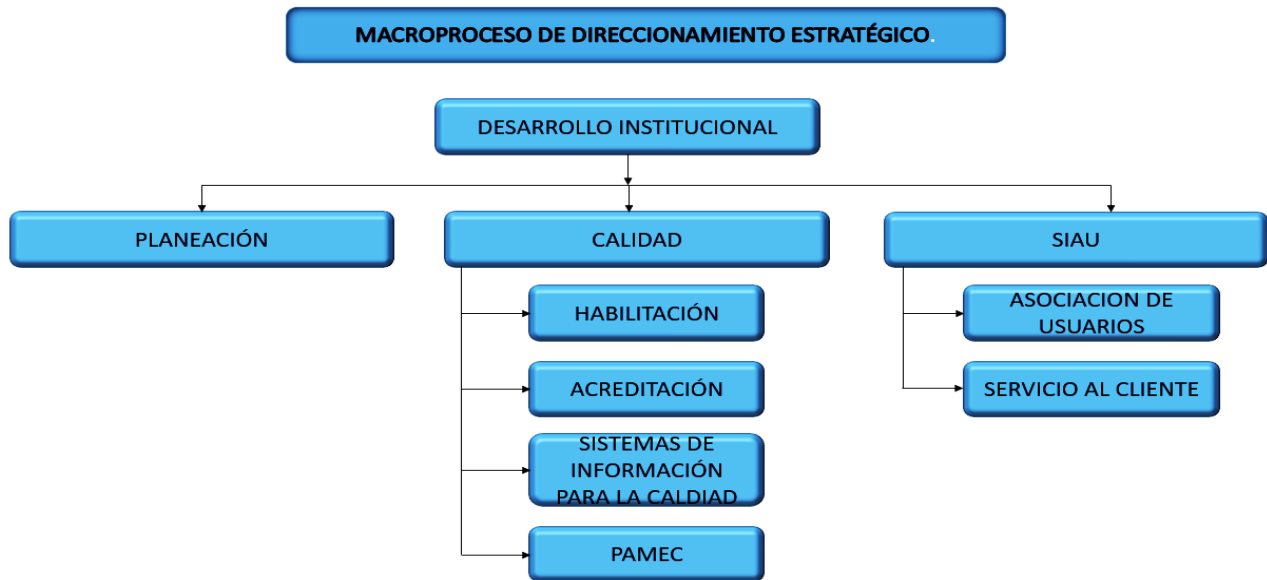 MACROPROCESO DE DIRECCIONAMIENTO ESTRATÉGICO.
DESARROLLO INSTITUCIONAL
PLANEACIÓN
CALIDAD
SIAU
HABILITACIÓN
ASOCIACION DE
USUARIOS
ACREDITACIÓN
SERVICIO AL CLIENTE
SISTEMAS DE
INFORMACIÓN
PARA LA CALDIAD
PAMEC